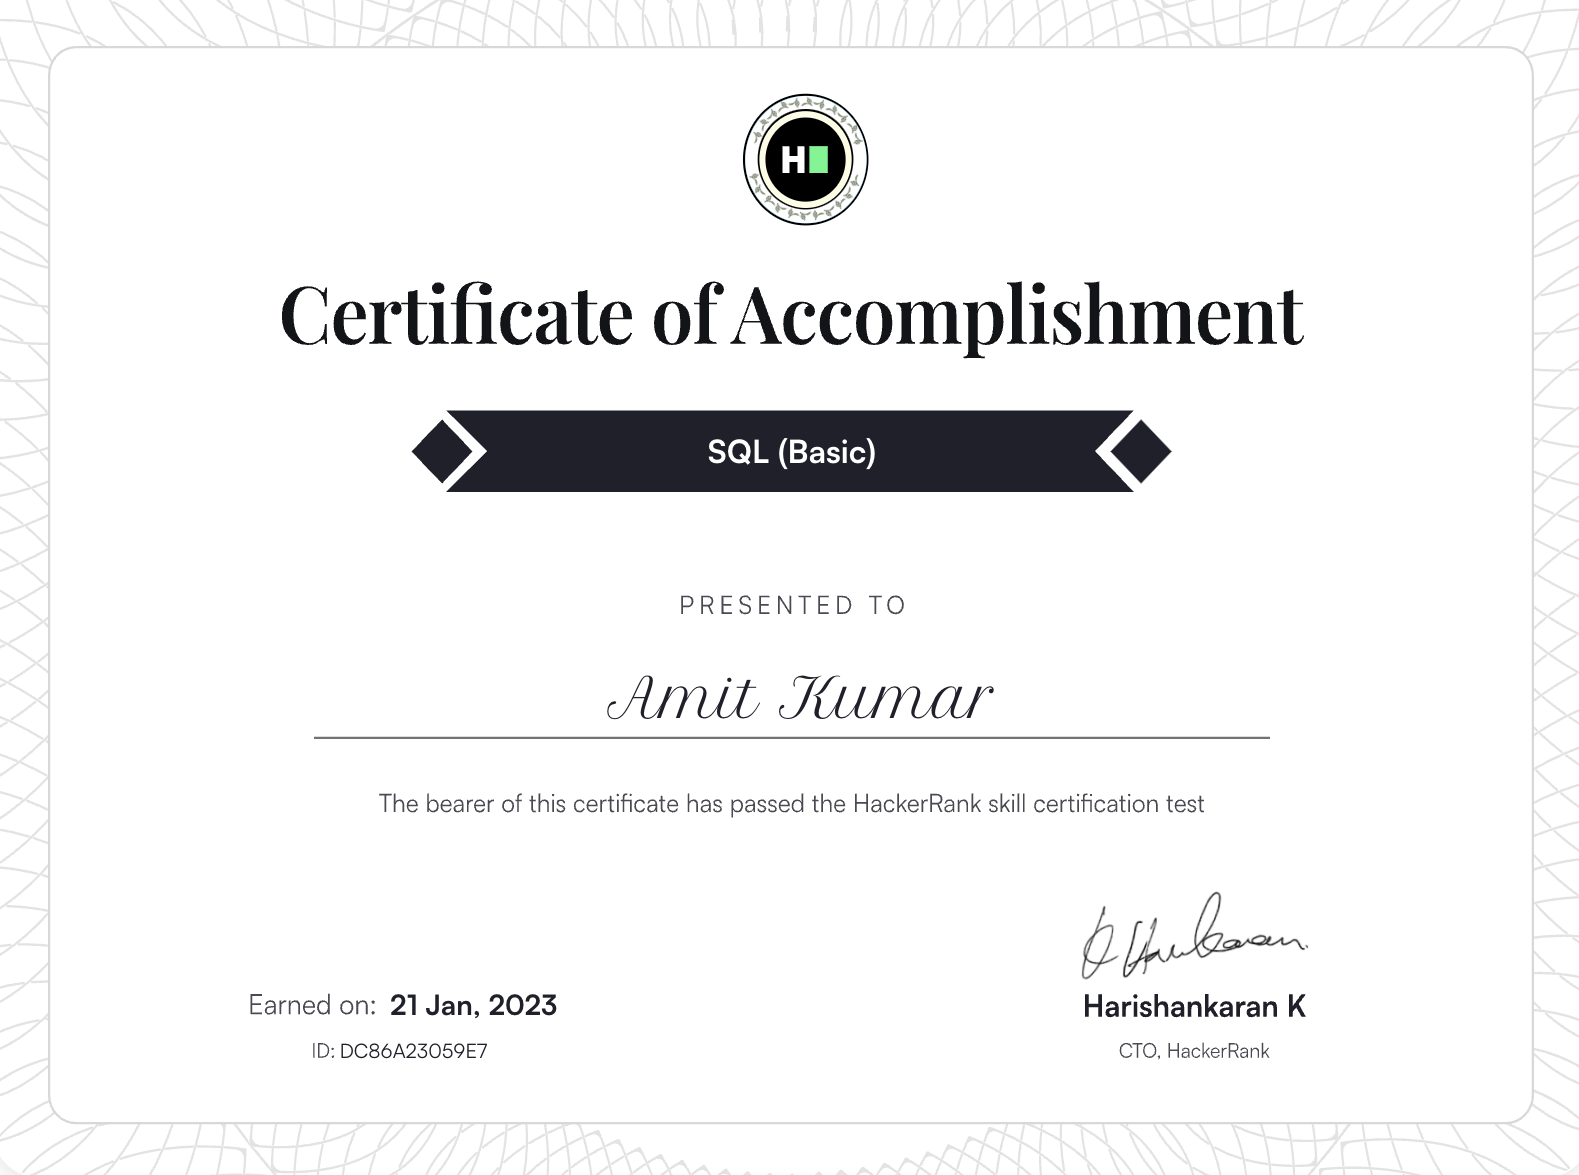 H
Certificate of Accomplishment
SQL (Basic)
PRESENTED TO
Amit Kumar
The bearer of this certificate has passed the HackerRank skill certification test
Earned on: 21 Jan, 2023
ID: DC86A23059E7
Harishankaran K
CTO, HackerRank